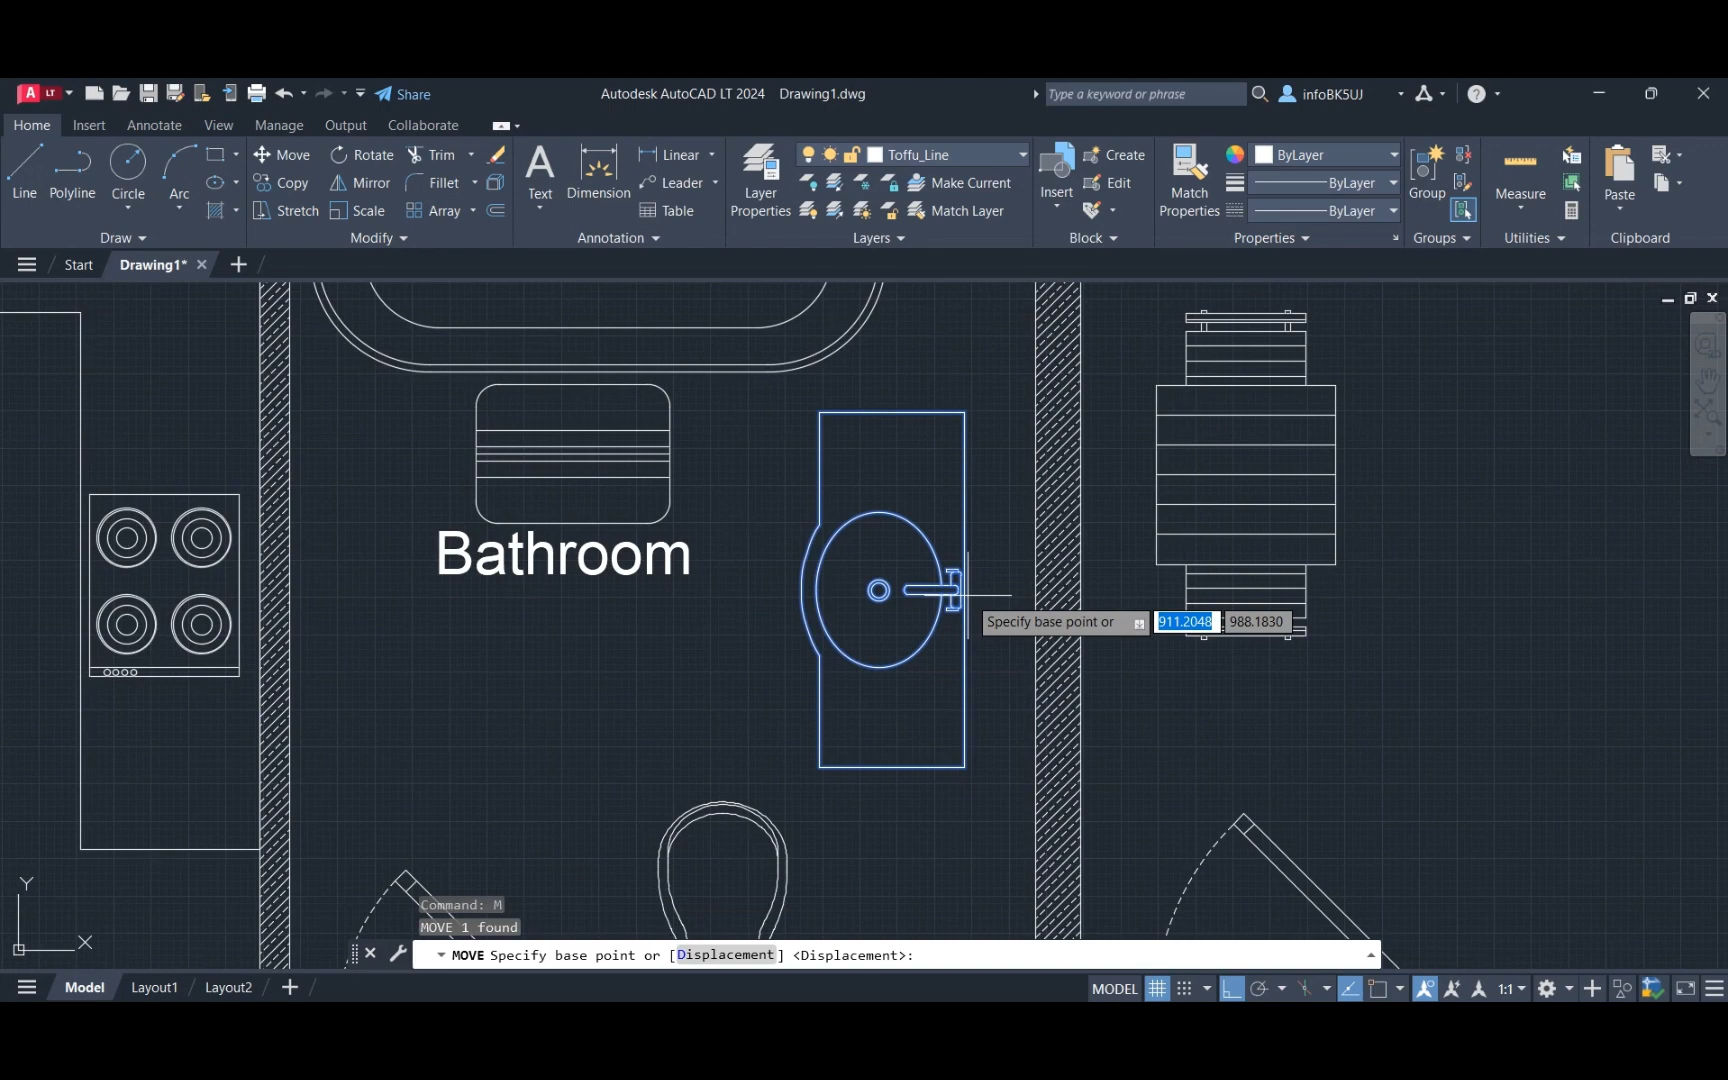 A LT Share Autodesk AutoCAD LT 2024 Drawing1.dwg Type a keyword or phrase infoBK5UJ ?
Home Insert Annotate View Manage Output Collaborate
Line Polyline Circle Arc
Move Rotate Trim
Copy Mirror Fillet
Stretch Scale Array
A Text Dimension
Linear
Leader
Table
Layer Properties
Toffu_Line
Make Current
Match Layer
Insert
Create
Edit
Match Properties
ByLayer
ByLayer
ByLayer
Group
Measure
Paste
Draw Modify Annotation Layers Block Properties Groups Utilities Clipboard
Start Drawing1*
Bathroom
Specify base point or 911.2048 988.1830
Y
X
Command: M
MOVE 1 found
MOVE Specify base point or [Displacement] <Displacement>:
Model Layout1 Layout2 MODEL 1:1